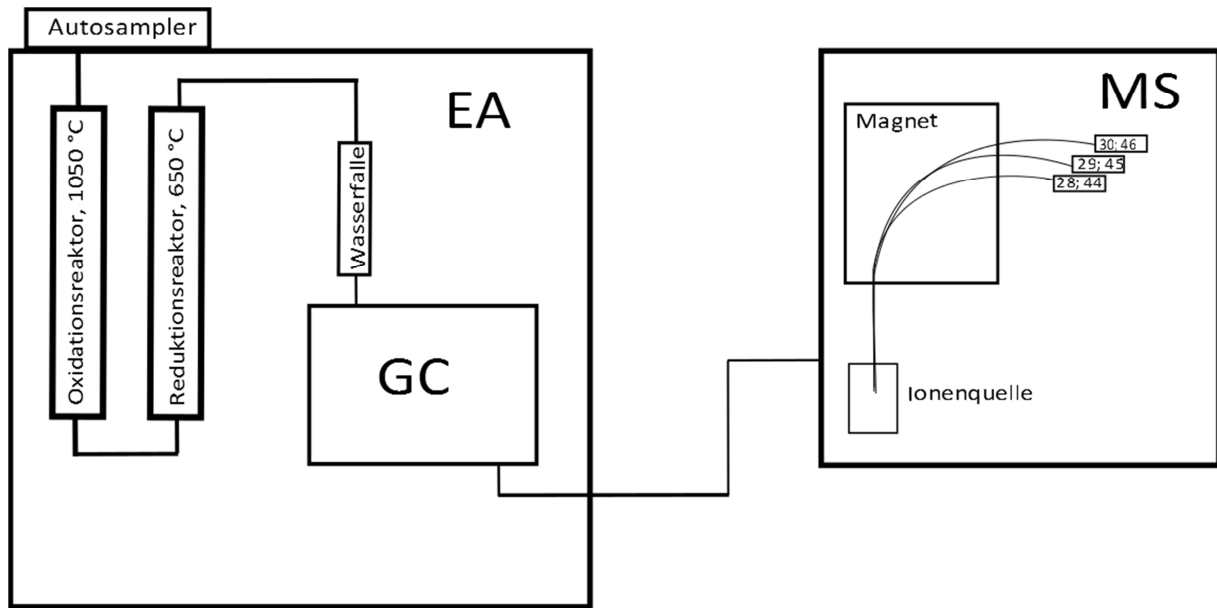 Autosampler
EA
Oxidationsreaktor, 1050 °C
Reduktionsreaktor, 650 °C
Wasserfalle
GC
MS
Magnet
30; 46
29; 45
28; 44
Ionenquelle